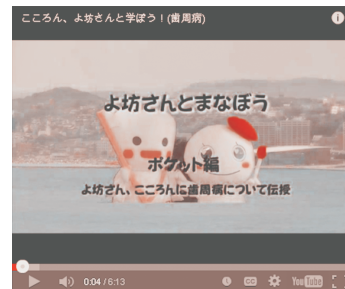 こころん、よ坊さんと学ぼう！(歯周病)
よ坊さんとまなぼう
ポケット編
よ坊さん、こころんに歯周病について伝授
0:04 / 6:13
CC
YouTube